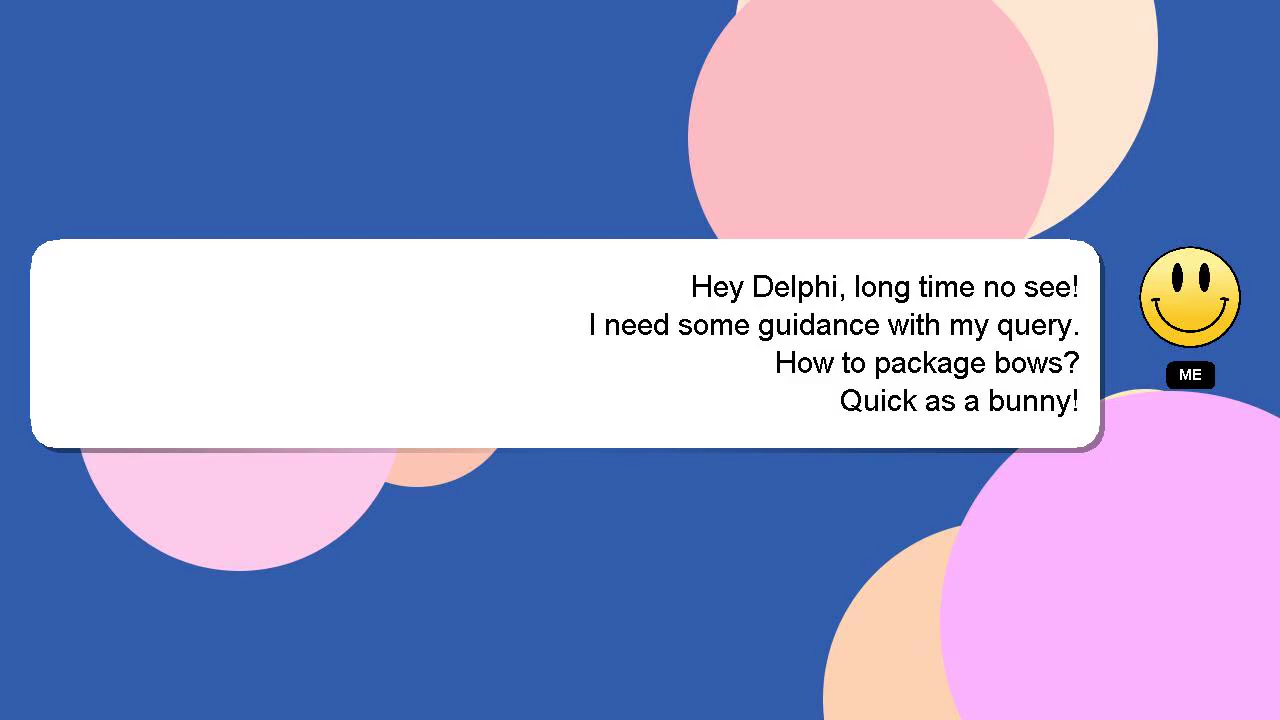 Hey Delphi, long time no see!
I need some guidance with my query.
How to package bows?
Quick as a bunny!
ME